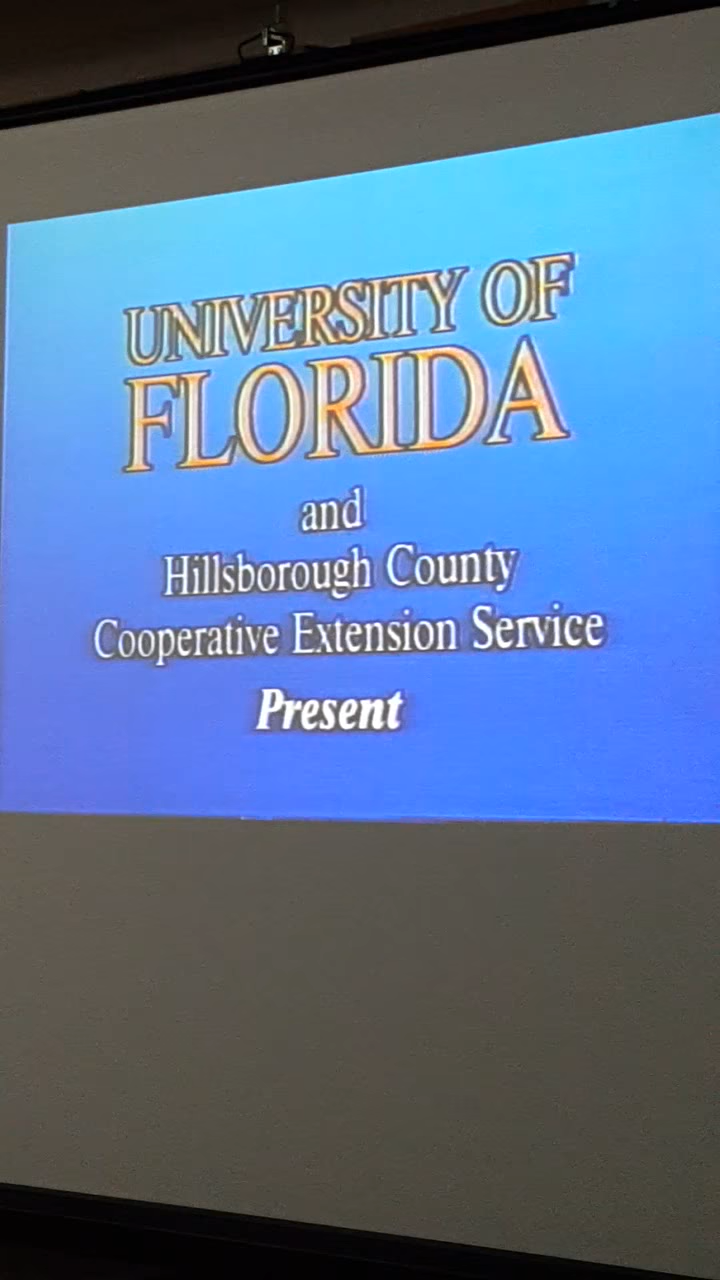 UNIVERSITY OF
FLORIDA
and
Hillsborough County
Cooperative Extension Service
Present